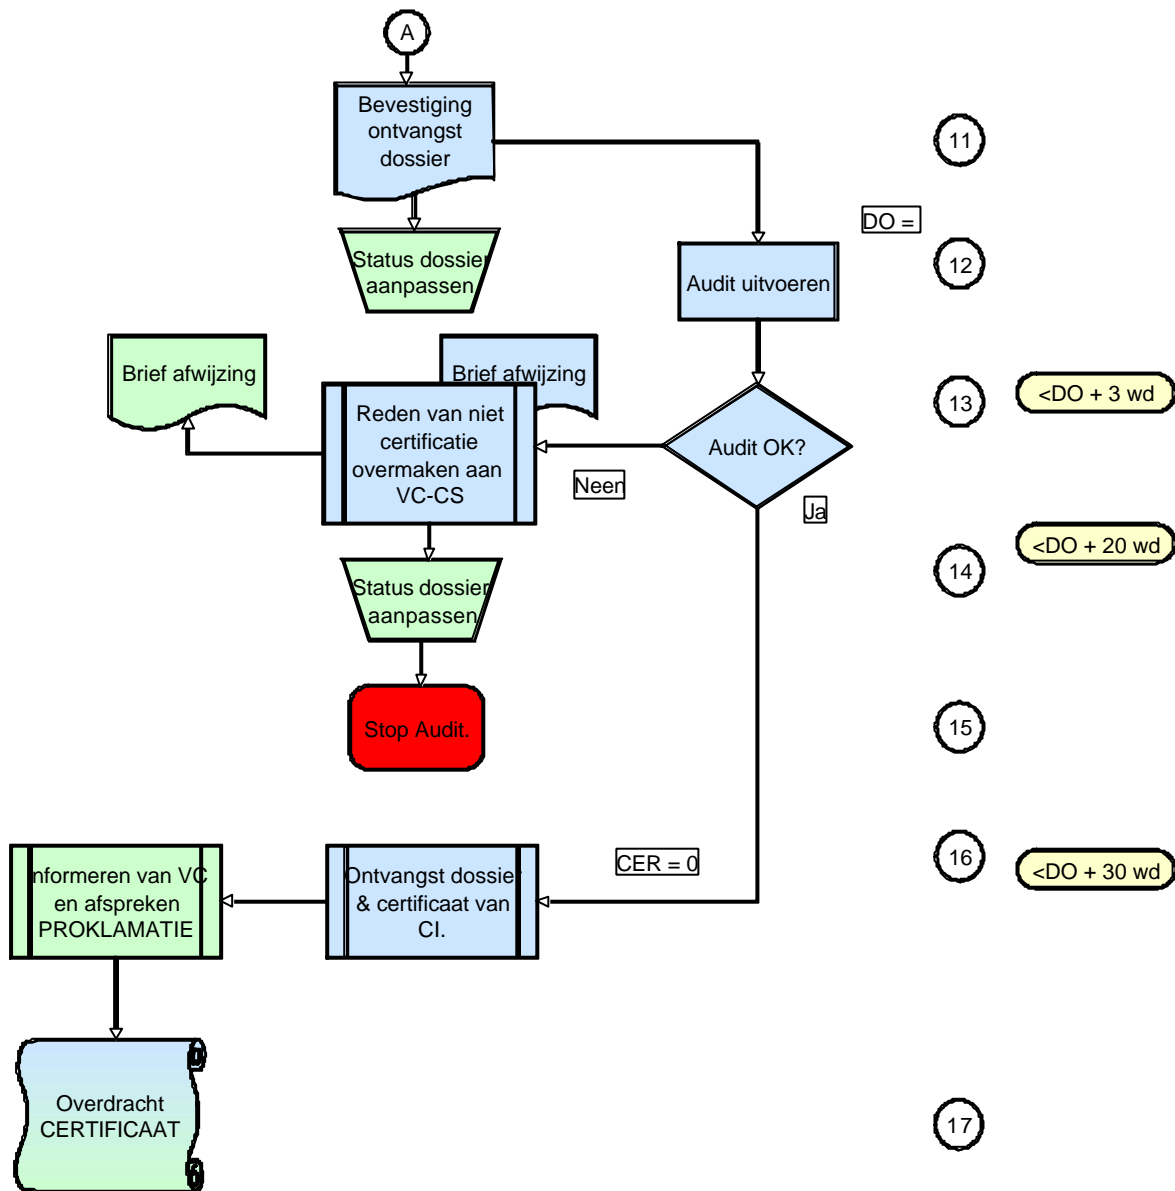 A
Bevestiging
ontvangst
dossier
11
DO =
Status dossier
aanpassen
Audit uitvoeren
12
Brief afwijzing
Brief afwijzing
Reden van niet
certificatie
overmaken aan
VC-CS
Audit OK?
13
<DO + 3 wd
Neen
Ja
<DO + 20 wd
14
Status dossier
aanpassen
Stop Audit.
15
CER = 0
16
<DO + 30 wd
nformeren van VC
en afspreken
PROKLAMATIE
Ontvangst dossier
& certificaat van
CI.
Overdracht
CERTIFICAAT
17